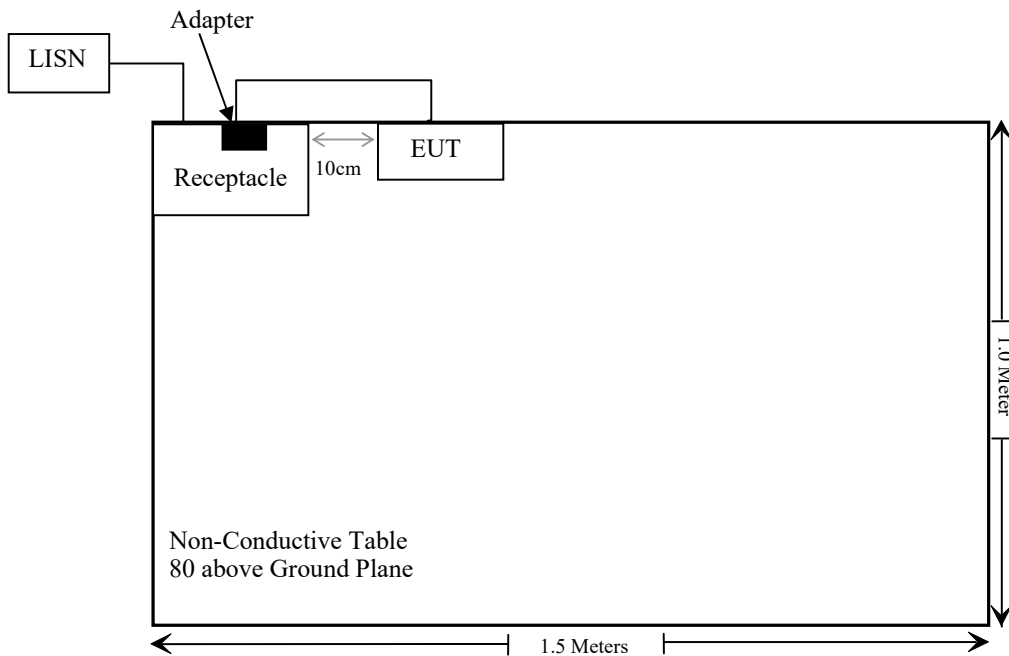 Adapter
LISN
EUT
10cm
Receptacle
1.0 Meter
Non-Conductive Table
80 above Ground Plane
1.5 Meters